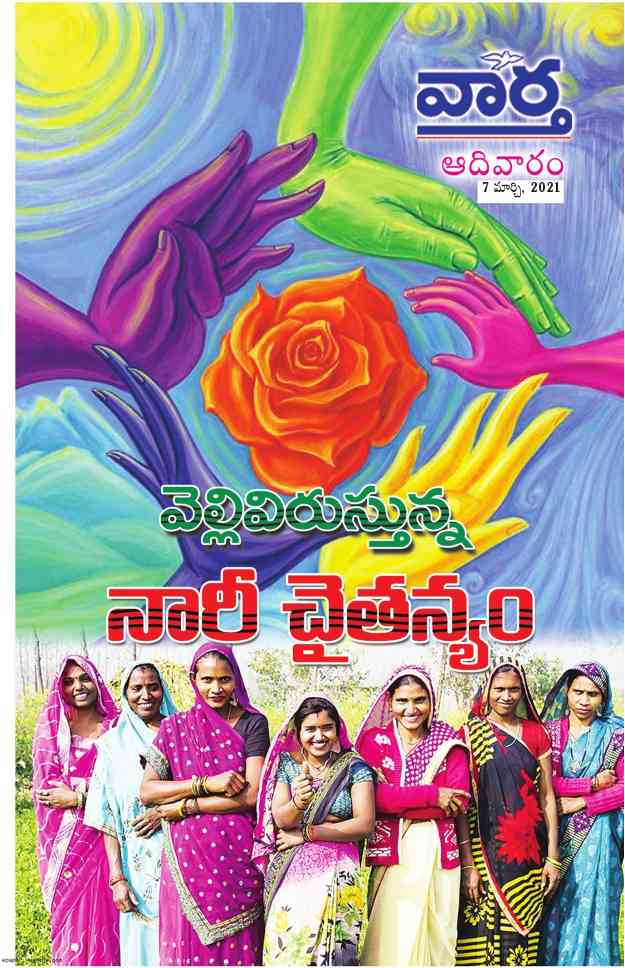 వార్త
ఆదివారం
7 మార్చి, 2021
వెల్లివిరుస్తున్న
నారీ చైతన్యం